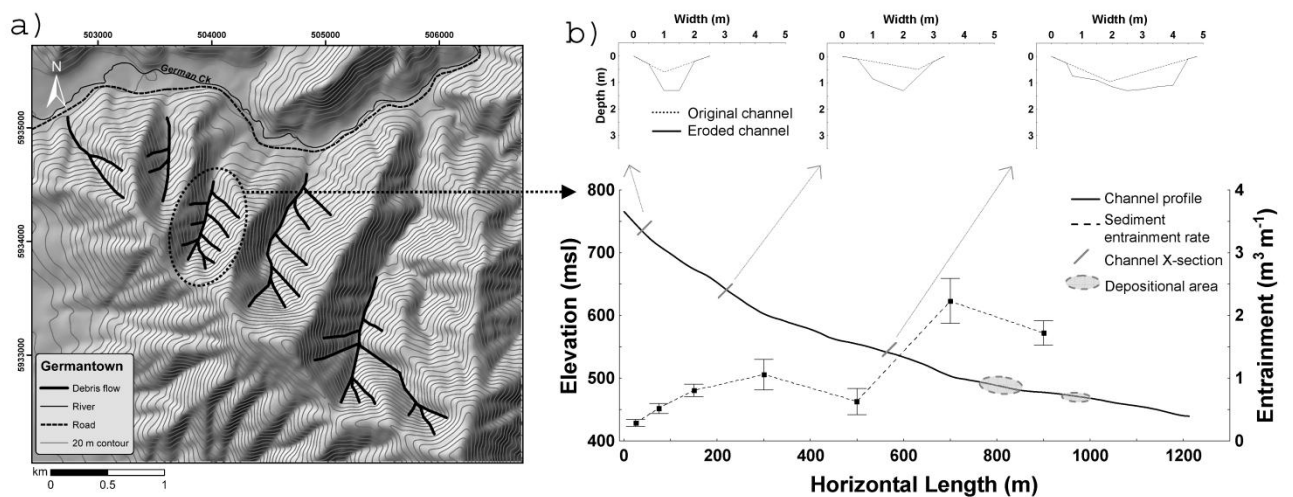 a)
503000 504000 505000 506000
N
German Ck
5935000
5934000
5933000
Germantown
Debris flow
River
Road
20 m contour
km
0 0.5 1
b)
Width (m) Width (m) Width (m)
0 1 2 3 4 5 0 1 2 3 4 5 0 1 2 3 4 5
Depth (m)
0 0 0
1 1 1
2 2 2
3 3 3
Original channel
Eroded channel
Elevation (msl)
800
750
700
650
600
550
500
450
400
Channel profile
Sediment
entrainment rate
Channel X-section
Depositional area
4
3
2
1
0
Entrainment (m³ m⁻¹)
0 200 400 600 800 1000 1200
Horizontal Length (m)